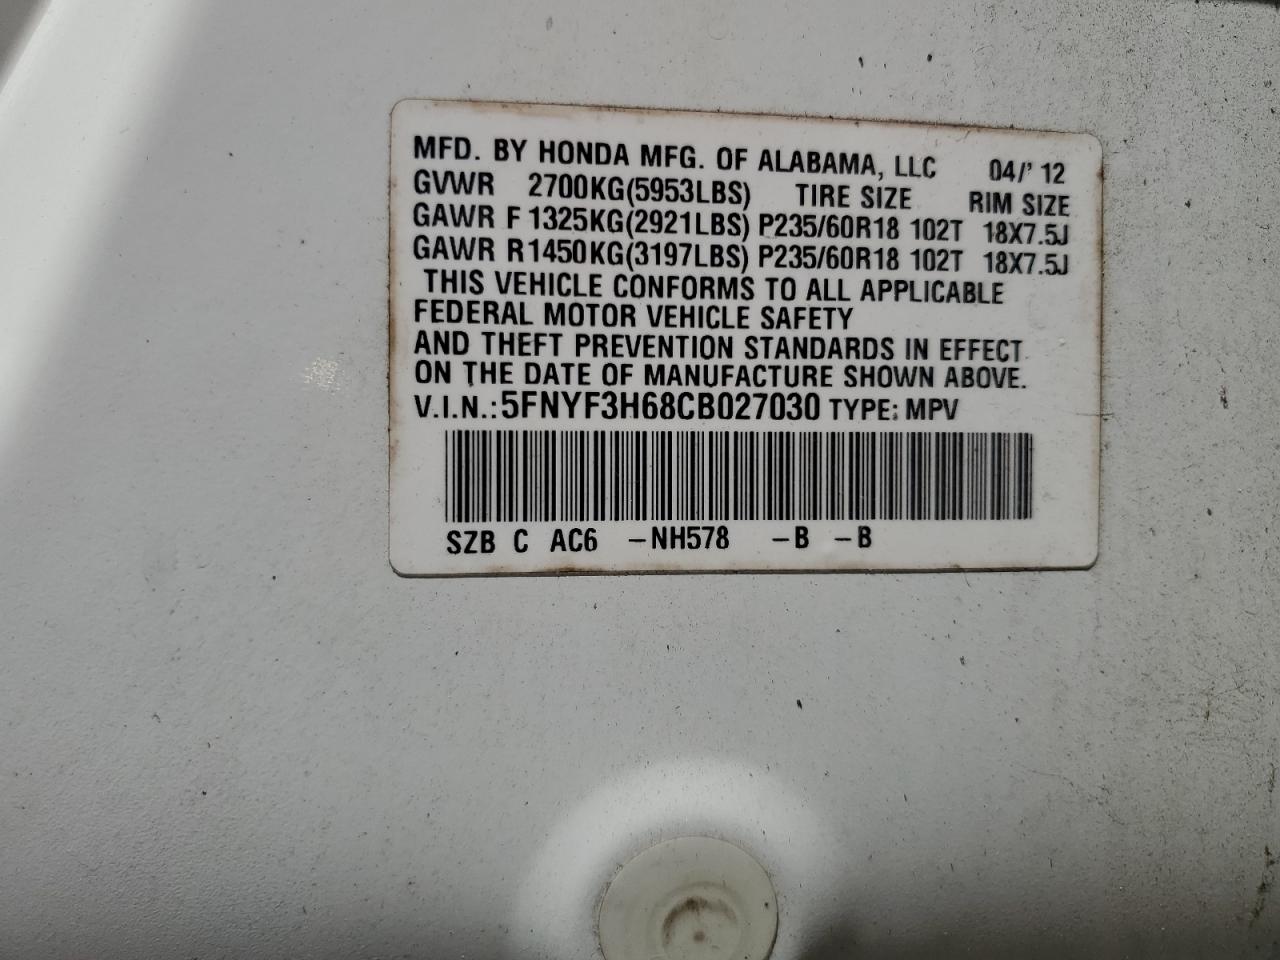 MFD. BY HONDA MFG. OF ALABAMA, LLC 04/' 12
GVWR 2700KG(5953LBS) TIRE SIZE RIM SIZE
GAWR F 1325KG(2921LBS) P235/60R18 102T 18X7.5J
GAWR R1450KG(3197LBS) P235/60R18 102T 18X7.5J
THIS VEHICLE CONFORMS TO ALL APPLICABLE
FEDERAL MOTOR VEHICLE SAFETY
AND THEFT PREVENTION STANDARDS IN EFFECT
ON THE DATE OF MANUFACTURE SHOWN ABOVE.
V.I.N.:5FNYF3H68CB027030 TYPE: MPV
SZB C AC6 –NH578 –B –B